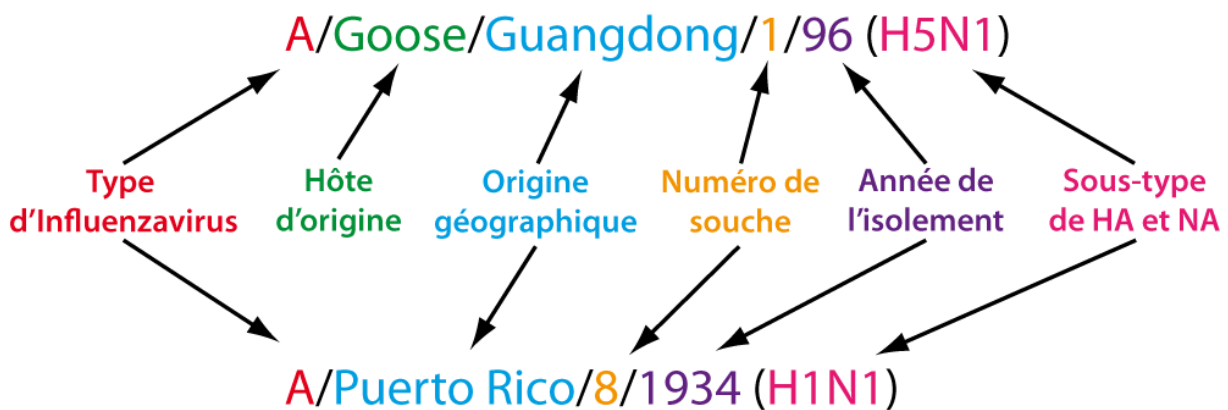 A/Goose/Guangdong/1/96 (H5N1)
Type d'Influenzavirus
Hôte d'origine
Origine géographique
Numéro de souche
Année de l'isolement
Sous-type de HA et NA
A/Puerto Rico/8/1934 (H1N1)